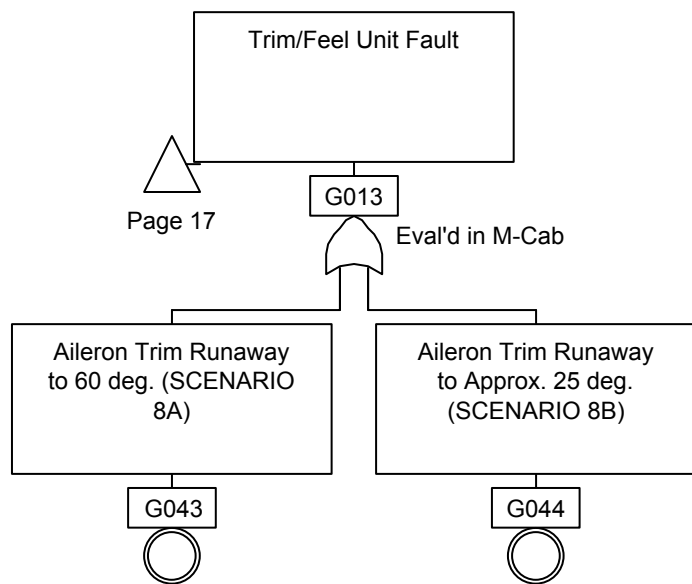 Trim/Feel Unit Fault
G013
Page 17
Eval'd in M-Cab
Aileron Trim Runaway
to 60 deg. (SCENARIO
8A)
Aileron Trim Runaway
to Approx. 25 deg.
(SCENARIO 8B)
G043
G044